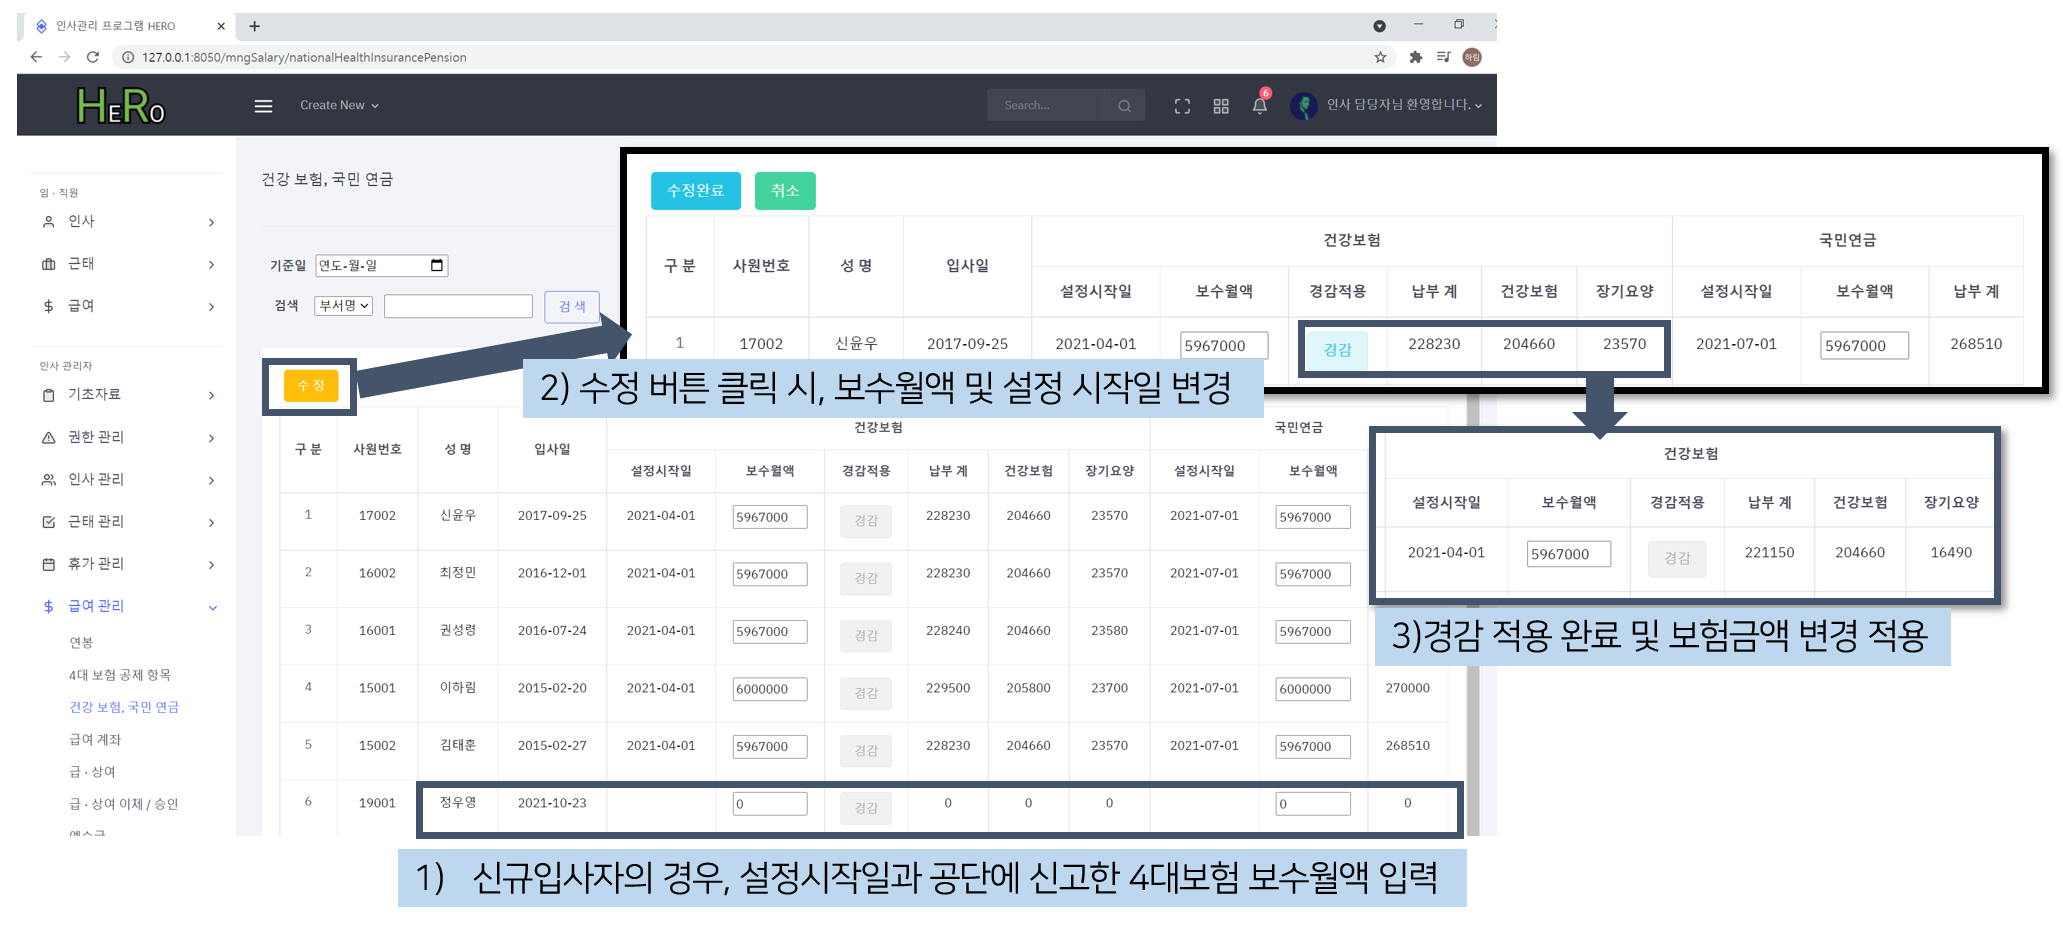 인사관리 프로그램 HERO
127.0.0.1:8050/mngSalary/nationalHealthInsurancePension
하림
HERO
Create New
Search...
6
인사 담당자님 환영합니다.
임 · 직원
인사
근태
급여
인사 관리자
기초자료
권한 관리
인사 관리
근태 관리
휴가 관리
급여 관리
연봉
4대 보험 공제 항목
건강 보험, 국민 연금
급여 계좌
급 · 상여
급 · 상여 이체 / 승인
건강 보험, 국민 연금
기준일 연도-월-일
검색 부서명 검 색
수 정
수정완료 취소
건강보험 국민연금
구 분 사원번호 성 명 입사일
설정시작일 보수월액 경감적용 납부 계 건강보험 장기요양 설정시작일 보수월액 납부 계
1 17002 신윤우 2017-09-25 2021-04-01 5967000 경감 228230 204660 23570 2021-07-01 5967000 268510
2) 수정 버튼 클릭 시, 보수월액 및 설정 시작일 변경
건강보험 국민연금
구 분 사원번호 성 명 입사일
설정시작일 보수월액 경감적용 납부 계 건강보험 장기요양 설정시작일 보수월액
1 17002 신윤우 2017-09-25 2021-04-01 5967000 경감 228230 204660 23570 2021-07-01 5967000
2 16002 최정민 2016-12-01 2021-04-01 5967000 경감 228230 204660 23570 2021-07-01 5967000
3 16001 권성령 2016-07-24 2021-04-01 5967000 경감 228240 204660 23580 2021-07-01 5967000
4 15001 이하림 2015-02-20 2021-04-01 6000000 경감 229500 205800 23700 2021-07-01 6000000 270000
5 15002 김태훈 2015-02-27 2021-04-01 5967000 경감 228230 204660 23570 2021-07-01 5967000 268510
6 19001 정우영 2021-10-23 0 경감 0 0 0 0 0
건강보험
설정시작일 보수월액 경감적용 납부 계 건강보험 장기요양
2021-04-01 5967000 경감 221150 204660 16490
3)경감 적용 완료 및 보험금액 변경 적용
1) 신규입사자의 경우, 설정시작일과 공단에 신고한 4대보험 보수월액 입력